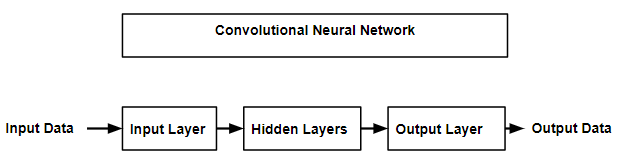 Convolutional Neural Network
Input Data
Input Layer
Hidden Layers
Output Layer
Output Data